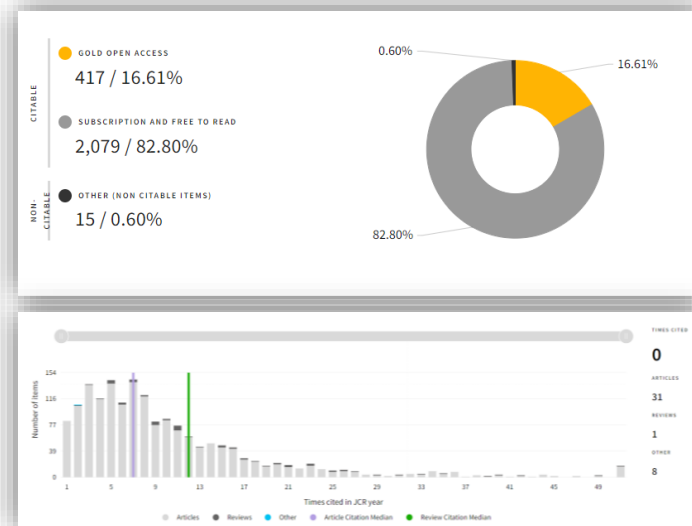 CITABLE
GOLD OPEN ACCESS
417 / 16.61%
SUBSCRIPTION AND FREE TO READ
2,079 / 82.80%
NON-
CITABLE
OTHER (NON CITABLE ITEMS)
15 / 0.60%
0.60%
16.61%
82.80%
TIMES CITED
0
ARTICLES
31
REVIEWS
1
OTHER
8
Number of items
154
116
77
39
0
1 5 9 13 17 21 25 29 33 37 41 45 49
Times cited in JCR year
Articles Reviews Other Article Citation Median Review Citation Median